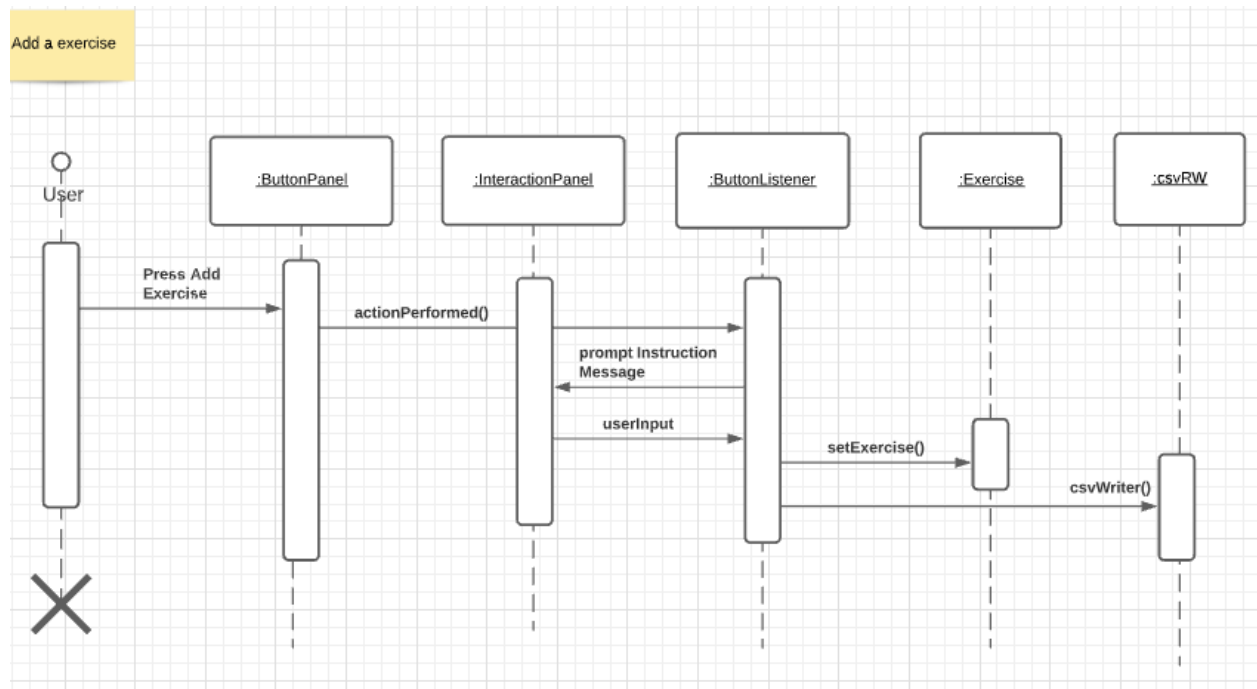 Add a exercise
User
:ButtonPanel
:InteractionPanel
:ButtonListener
:Exercise
:csvRW
Press Add
Exercise
actionPerformed()
prompt Instruction
Message
userInput
setExercise()
csvWriter()